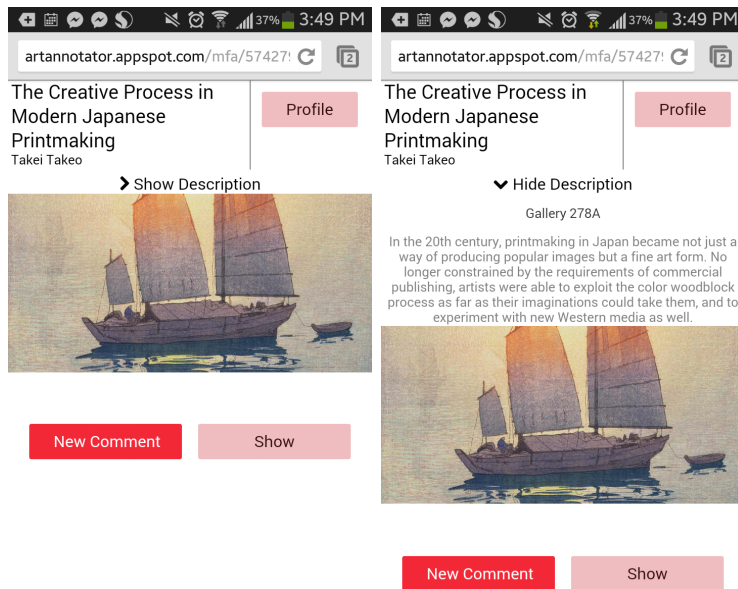 37% 3:49 PM
artannotator.appspot.com/mfa/57427
2
The Creative Process in
Modern Japanese
Printmaking
Takei Takeo
Profile
Show Description
New Comment
Show
37% 3:49 PM
artannotator.appspot.com/mfa/57427
2
The Creative Process in
Modern Japanese
Printmaking
Takei Takeo
Profile
Hide Description
Gallery 278A
In the 20th century, printmaking in Japan became not just a
way of producing popular images but a fine art form. No
longer constrained by the requirements of commercial
publishing, artists were able to exploit the color woodblock
process as far as their imaginations could take them, and to
experiment with new Western media as well.
New Comment
Show